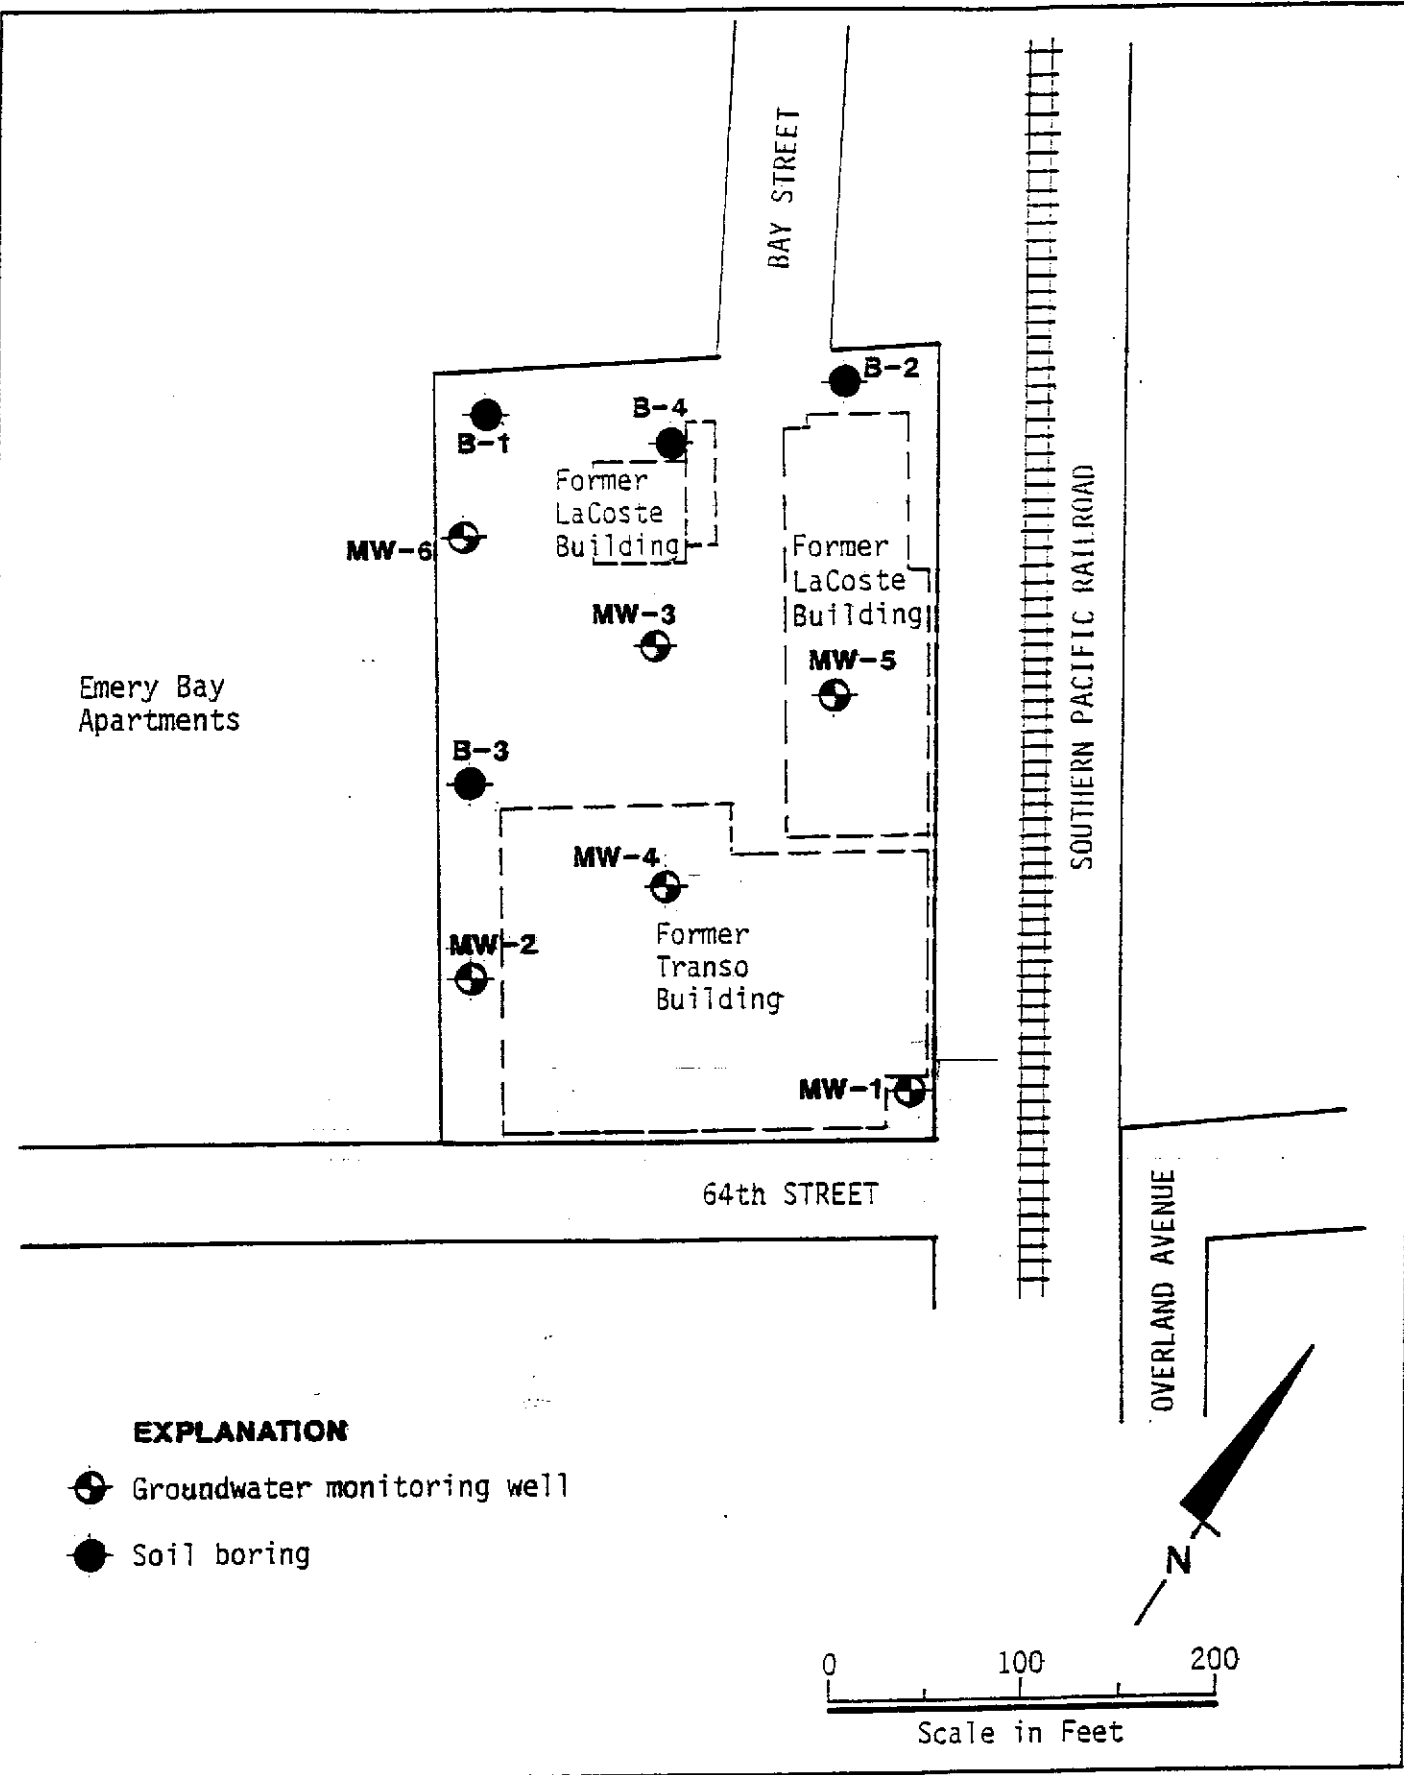 BAY STREET
B-2
B-4
B-1
Former
LaCoste
Building
MW-6
Former
LaCoste
Building
MW-3
MW-5
SOUTHERN PACIFIC RAILROAD
Emery Bay
Apartments
B-3
MW-4
MW-2
Former
Transo
Building
MW-1
64th STREET
OVERLAND AVENUE
EXPLANATION
Groundwater monitoring well
Soil boring
N
0 100 200
Scale in Feet